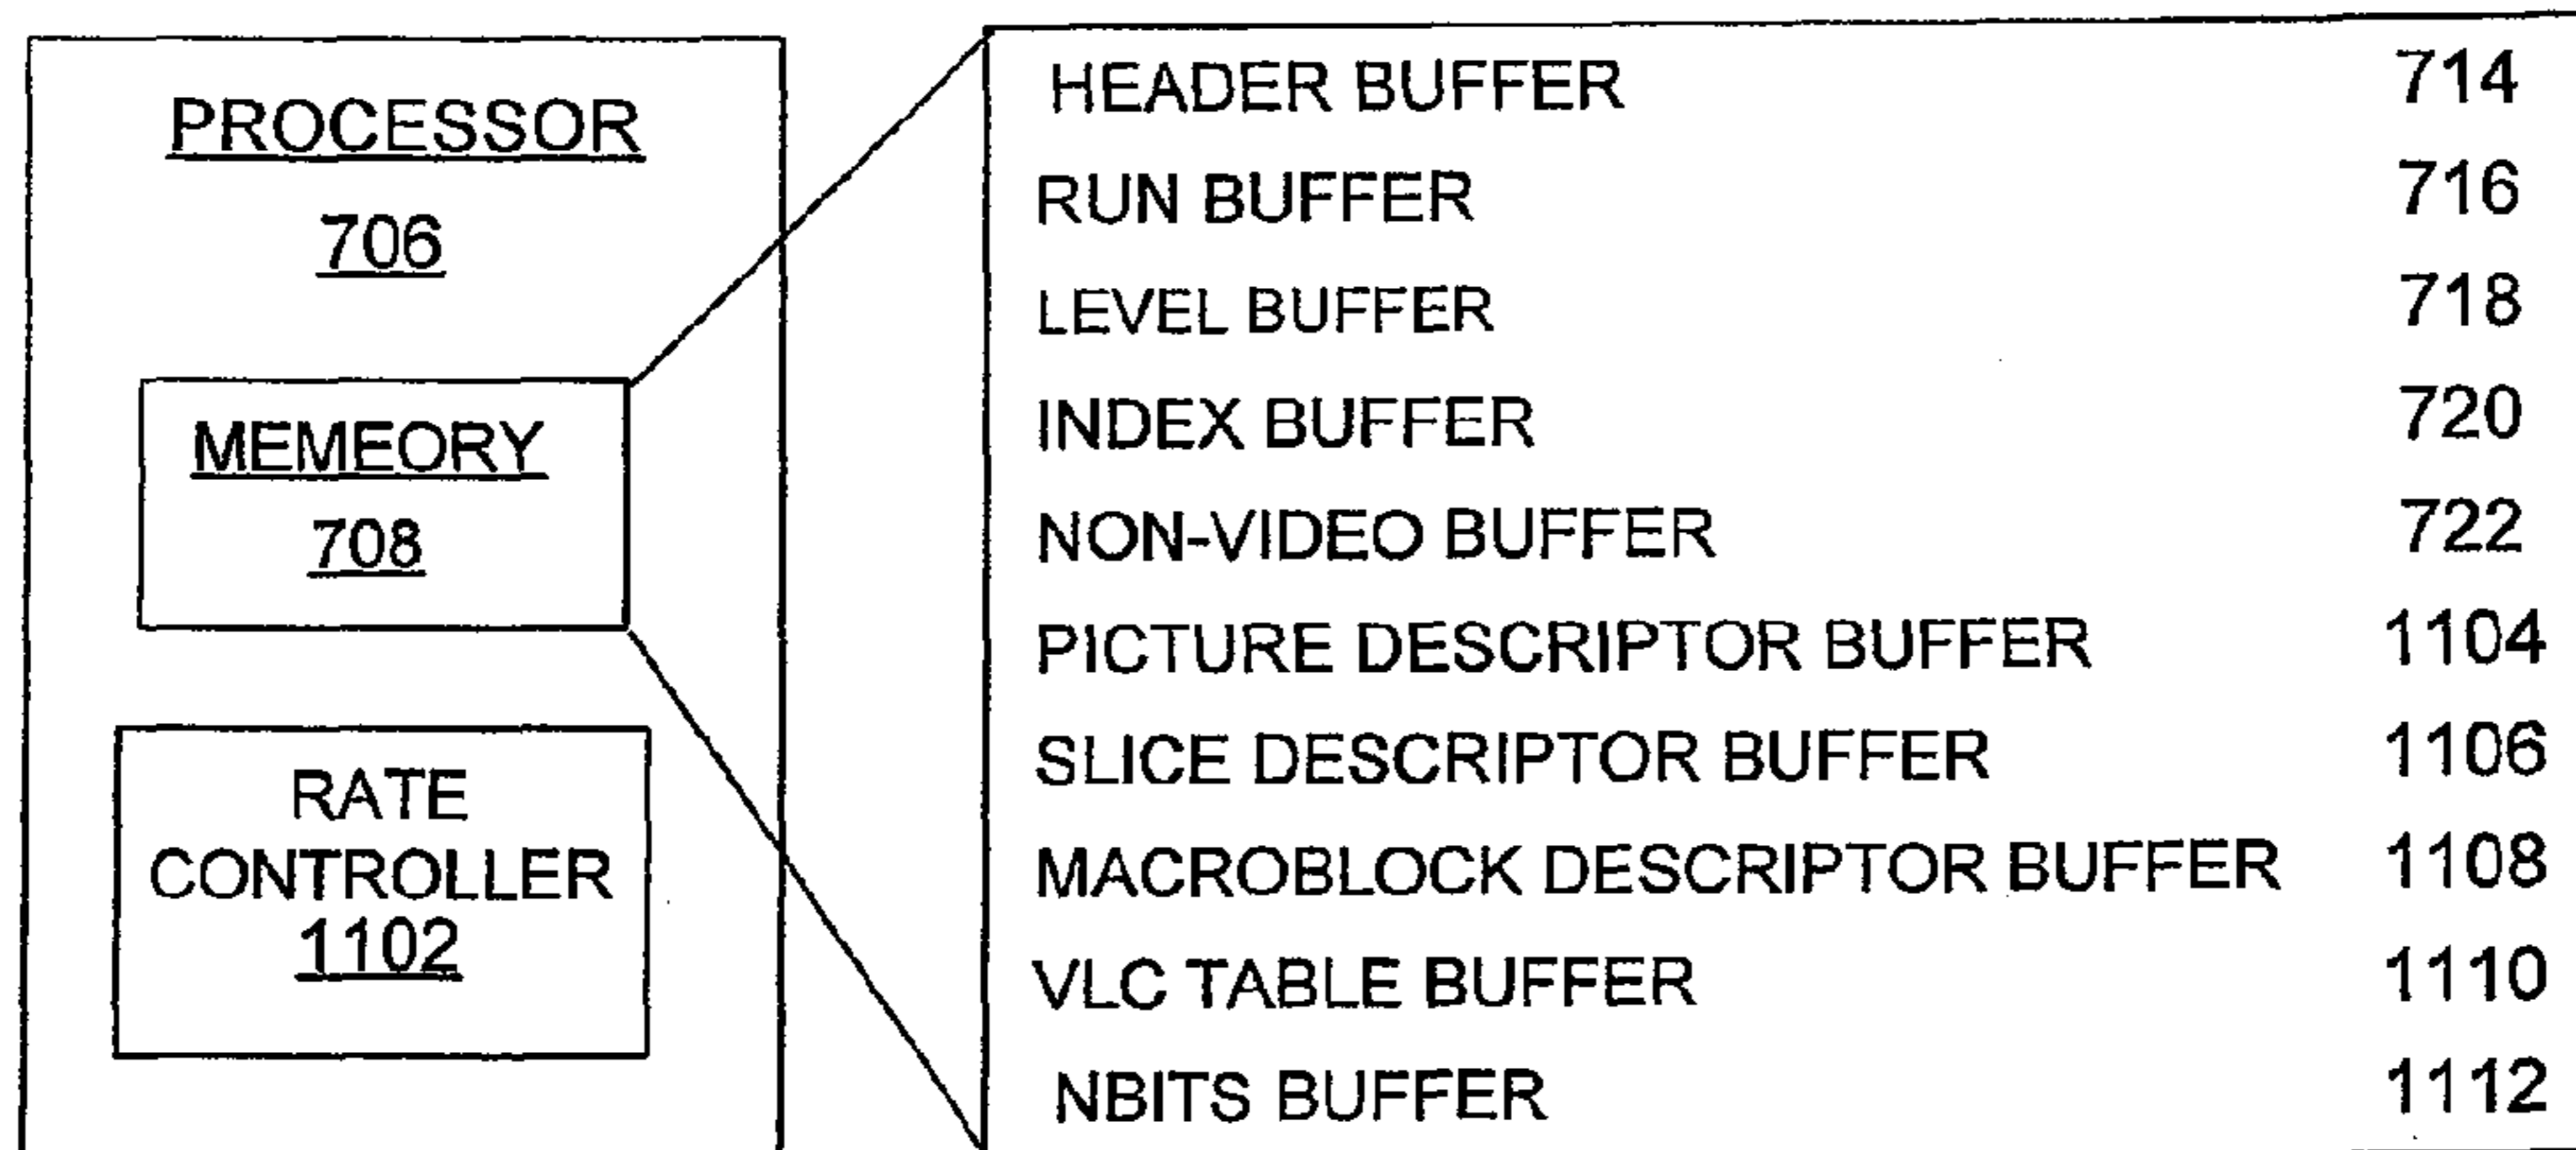 PROCESSOR
706
MEMEORY
708
RATE
CONTROLLER
1102
HEADER BUFFER 714
RUN BUFFER 716
LEVEL BUFFER 718
INDEX BUFFER 720
NON-VIDEO BUFFER 722
PICTURE DESCRIPTOR BUFFER 1104
SLICE DESCRIPTOR BUFFER 1106
MACROBLOCK DESCRIPTOR BUFFER 1108
VLC TABLE BUFFER 1110
NBITS BUFFER 1112